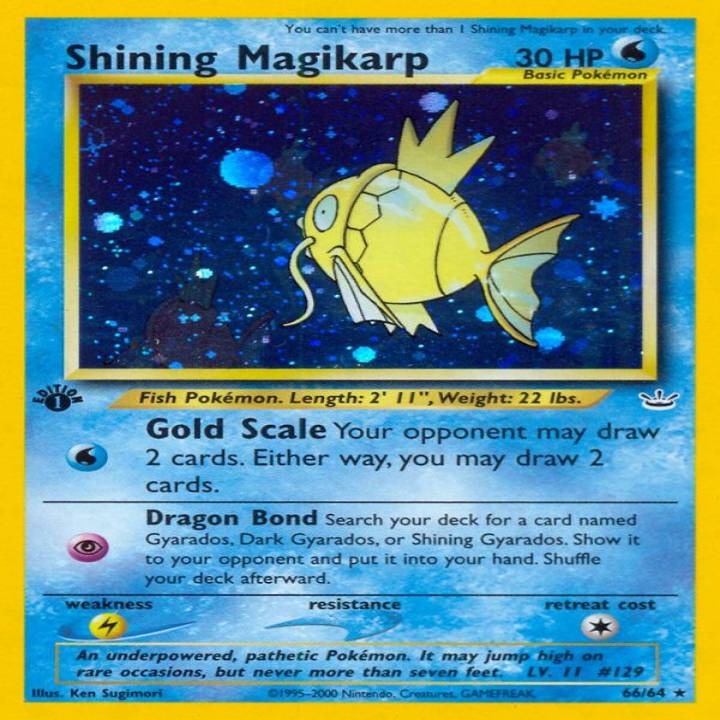 You can't have more than 1 Shining Magikarp in your deck.
Shining Magikarp 30 HP
Basic Pokémon
EDITION
1
Fish Pokémon. Length: 2' 11", Weight: 22 lbs.
Gold Scale Your opponent may draw
2 cards. Either way, you may draw 2
cards.
Dragon Bond Search your deck for a card named
Gyarados, Dark Gyarados, or Shining Gyarados. Show it
to your opponent and put it into your hand. Shuffle
your deck afterward.
weakness resistance retreat cost
An underpowered, pathetic Pokémon. It may jump high on
rare occasions, but never more than seven feet. LV. 11 #129
Illus. Ken Sugimori ©1995–2000 Nintendo, Creatures, GAMEFREAK. 66/64 ★